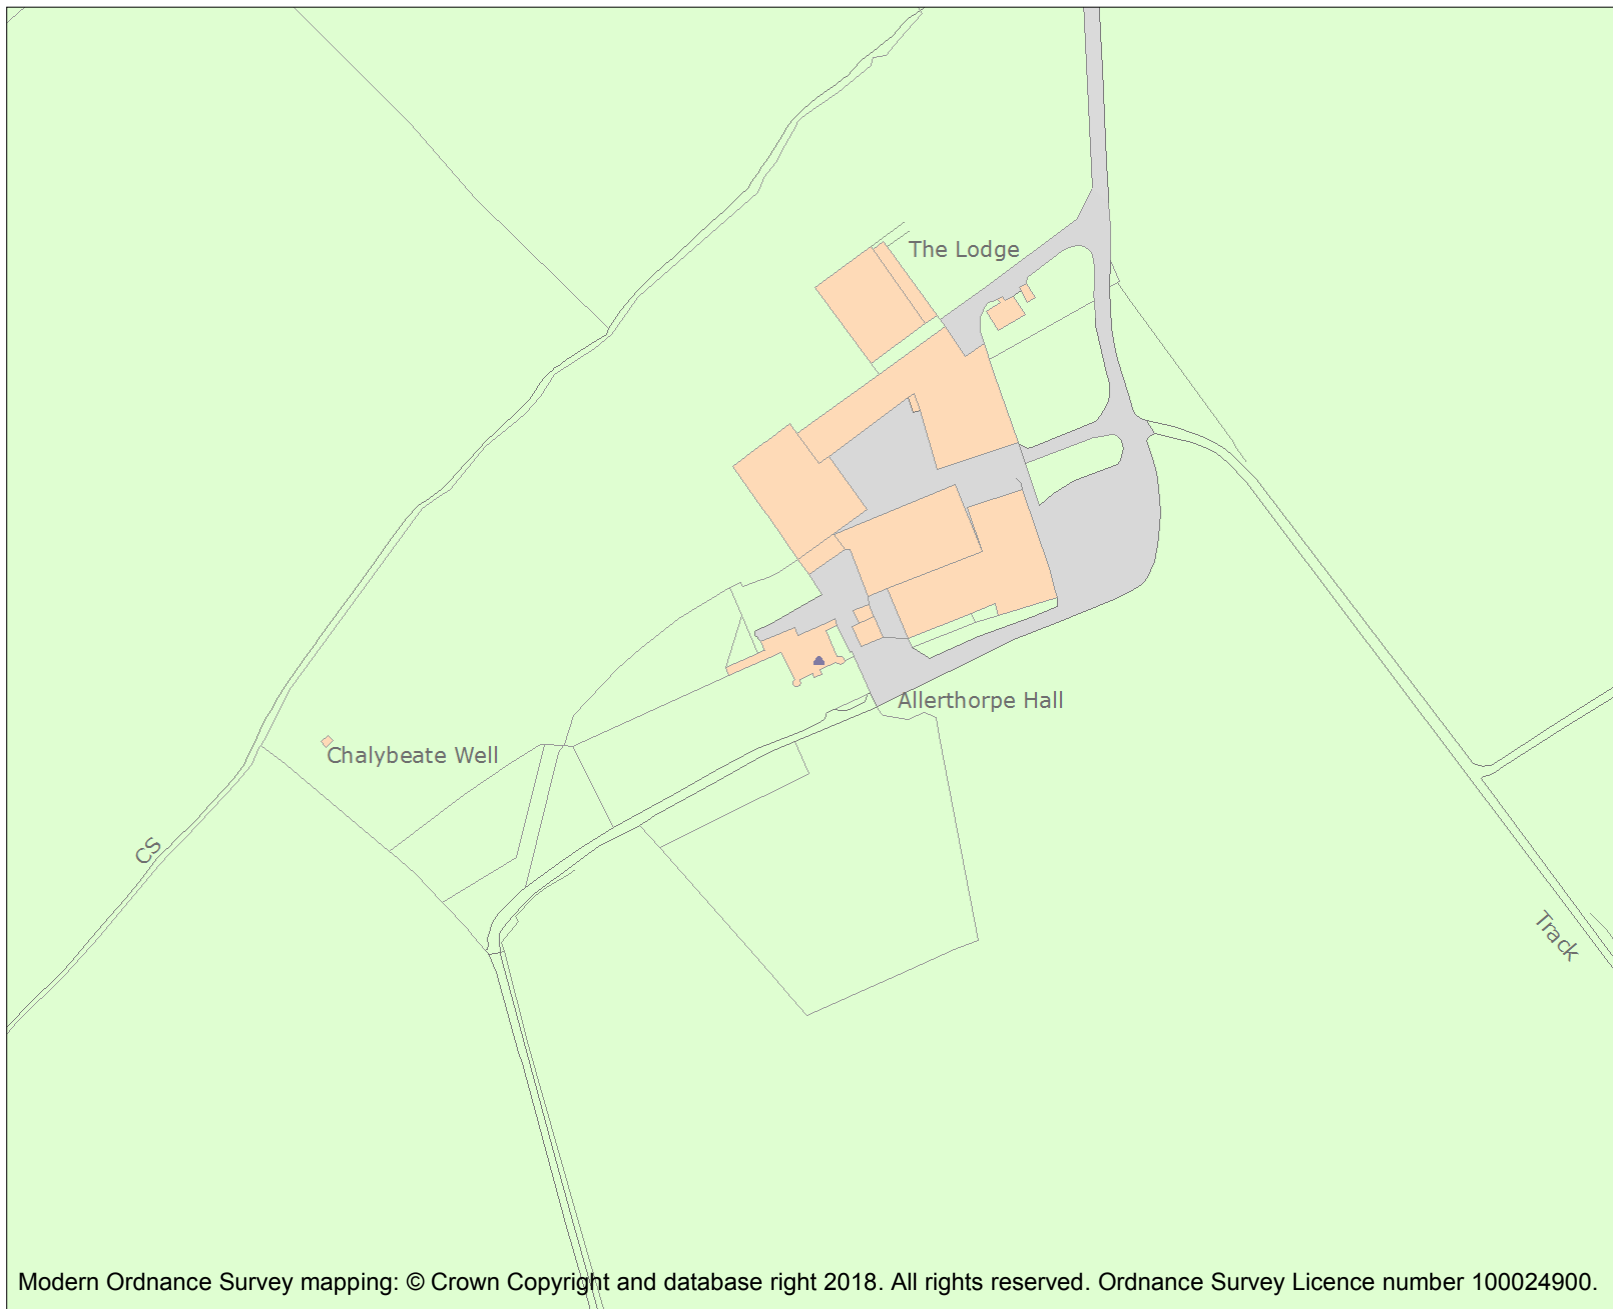 The Lodge
Allerthorpe Hall
Chalybeate Well
CS
Track
Modern Ordnance Survey mapping: © Crown Copyright and database right 2018. All rights reserved. Ordnance Survey Licence number 100024900.